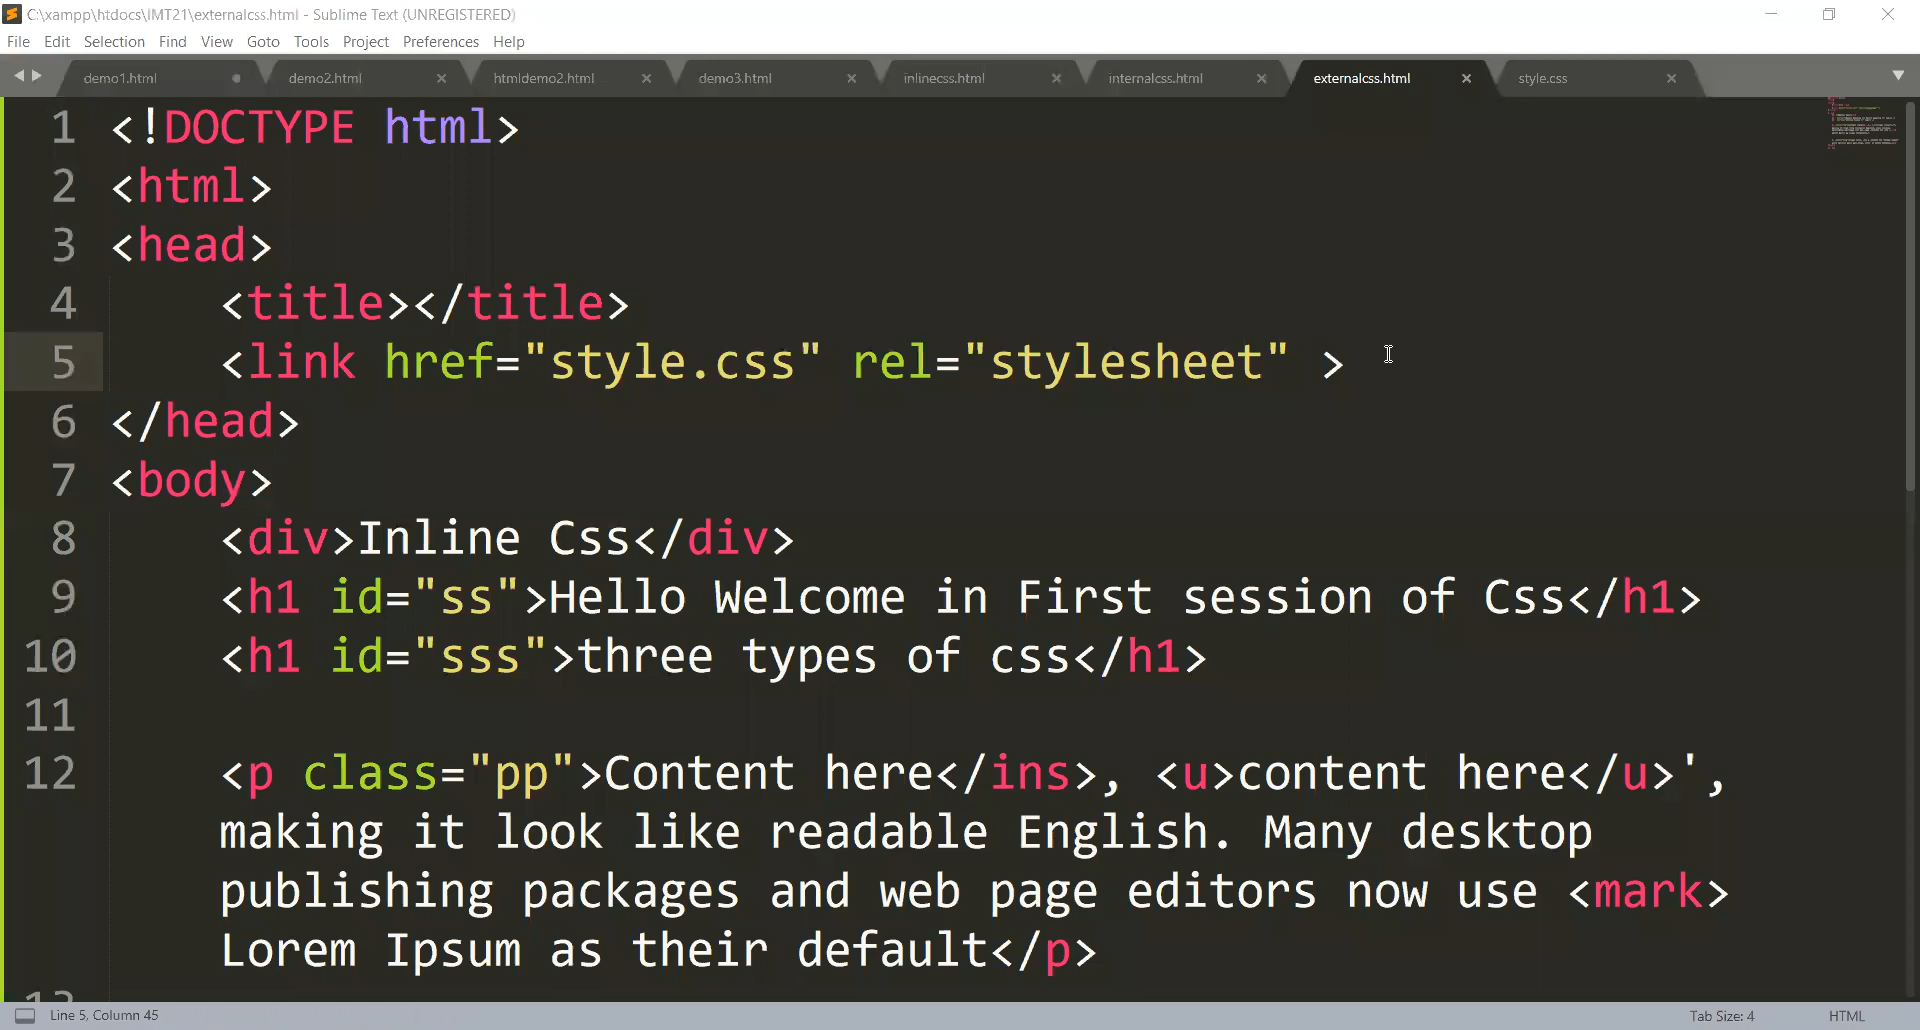 C:\xampp\htdocs\IMT21\externalcss.html - Sublime Text (UNREGISTERED)
File Edit Selection Find View Goto Tools Project Preferences Help
demo1.html demo2.html htmldemo2.html demo3.html inlinecss.html internalcss.html externalcss.html style.css
1 <!DOCTYPE html>
2 <html>
3 <head>
4 <title></title>
5 <link href="style.css" rel="stylesheet" >
6 </head>
7 <body>
8 <div>Inline Css</div>
9 <h1 id="ss">Hello Welcome in First session of Css</h1>
10 <h1 id="sss">three types of css</h1>
11
12 <p class="pp">Content here</ins>, <u>content here</u>',
making it look like readable English. Many desktop
publishing packages and web page editors now use <mark>
Lorem Ipsum as their default</p>
13
Line 5, Column 45 Tab Size: 4 HTML